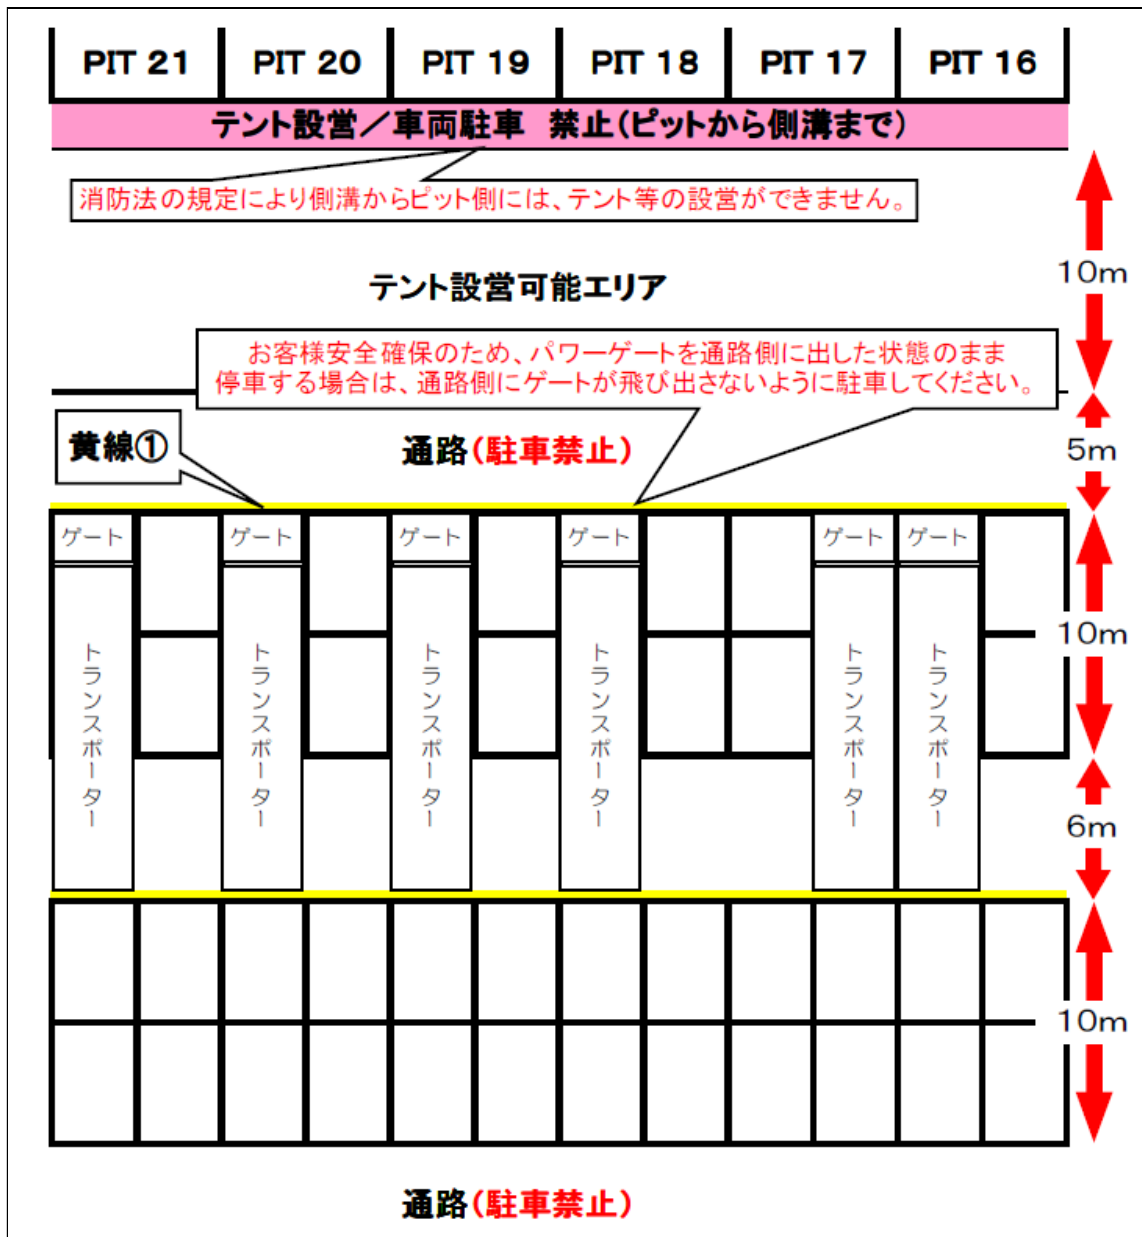 PIT 21 PIT 20 PIT 19 PIT 18 PIT 17 PIT 16
テント設営／車両駐車　禁止(ピットから側溝まで)
消防法の規定により側溝からピット側には、テント等の設営ができません。
10m
テント設営可能エリア
お客様安全確保のため、パワーゲートを通路側に出した状態のまま
停車する場合は、通路側にゲートが飛び出さないように駐車してください。
黄線①
通路(駐車禁止)
5m
ゲート ゲート ゲート ゲート ゲート ゲート
10m
トランスポーター トランスポーター トランスポーター トランスポーター トランスポーター トランスポーター
6m
10m
通路(駐車禁止)